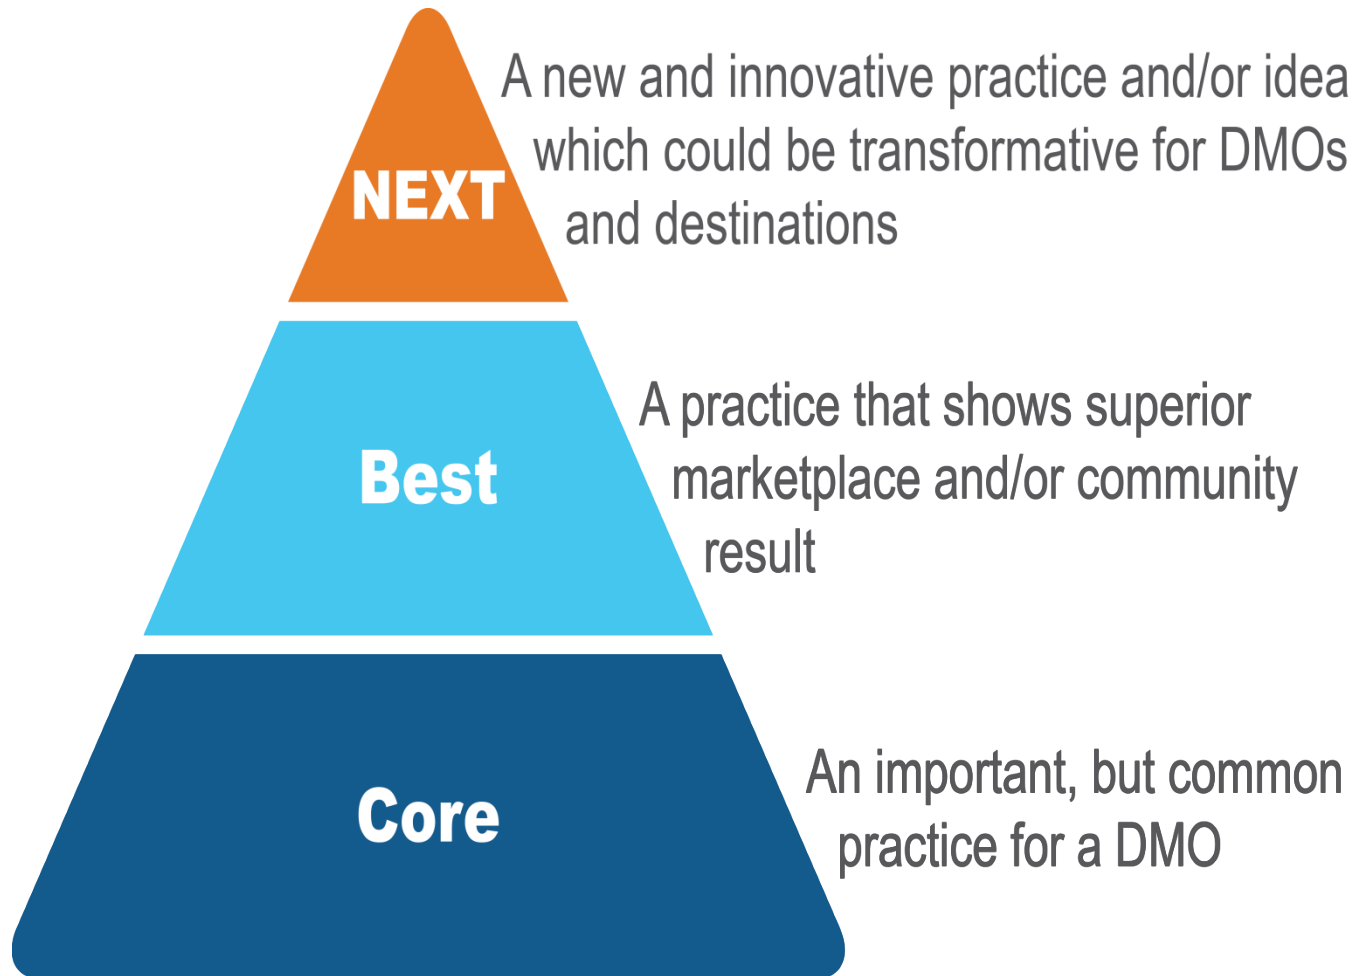 A new and innovative practice and/or idea
which could be transformative for DMOs
NEXT
and destinations
A practice that shows superior
Best
marketplace and/or community
result
An important, but common
Core
practice for a DMO